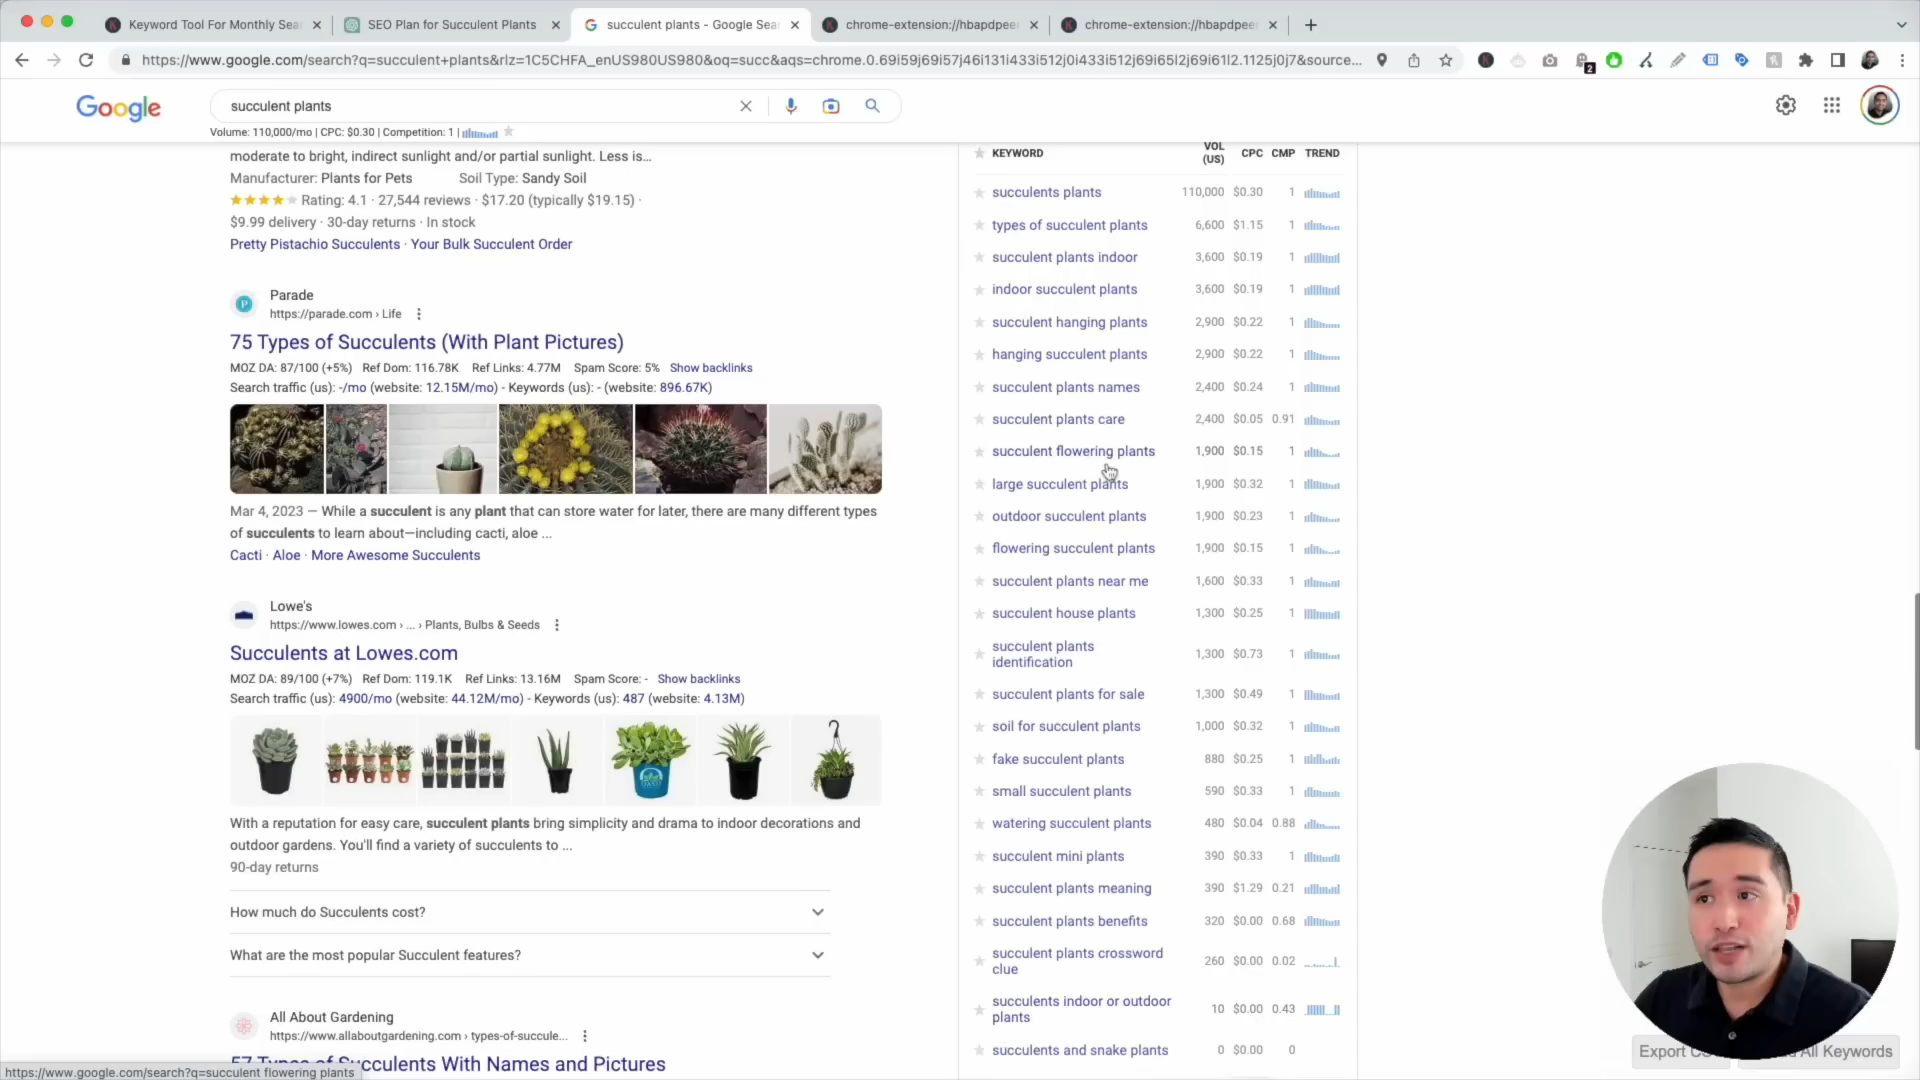 Keyword Tool For Monthly Sea
SEO Plan for Succulent Plants
succulent plants - Google Sea
chrome-extension://hbapdpeer
chrome-extension://hbapdpeer
https://www.google.com/search?q=succulent+plants&rlz=1C5CHFA_enUS980US980&oq=succ&aqs=chrome.0.69i59j69i57j46i131i433i512j0i433i512j69i65l2j69i61l2.1125j0j7&source...
2
Google
succulent plants
Volume: 110,000/mo | CPC: $0.30 | Competition: 1 |
moderate to bright, indirect sunlight and/or partial sunlight. Less is...
Manufacturer: Plants for Pets Soil Type: Sandy Soil
Rating: 4.1 · 27,544 reviews · $17.20 (typically $19.15) ·
$9.99 delivery · 30-day returns · In stock
Pretty Pistachio Succulents · Your Bulk Succulent Order
P
Parade
https://parade.com › Life
75 Types of Succulents (With Plant Pictures)
MOZ DA: 87/100 (+5%) Ref Dom: 116.78K Ref Links: 4.77M Spam Score: 5% Show backlinks
Search traffic (us): -/mo (website: 12.15M/mo) - Keywords (us): - (website: 896.67K)
Mar 4, 2023 — While a succulent is any plant that can store water for later, there are many different types
of succulents to learn about—including cacti, aloe ...
Cacti · Aloe · More Awesome Succulents
Lowe's
https://www.lowes.com › ... › Plants, Bulbs & Seeds
Succulents at Lowes.com
MOZ DA: 89/100 (+7%) Ref Dom: 119.1K Ref Links: 13.16M Spam Score: - Show backlinks
Search traffic (us): 4900/mo (website: 44.12M/mo) - Keywords (us): 487 (website: 4.13M)
With a reputation for easy care, succulent plants bring simplicity and drama to indoor decorations and
outdoor gardens. You'll find a variety of succulents to ...
90-day returns
How much do Succulents cost?
What are the most popular Succulent features?
All About Gardening
https://www.allaboutgardening.com › types-of-succule...
57 Types of Succulents With Names and Pictures
https://www.google.com/search?q=succulent flowering plants
KEYWORD VOL (US) CPC CMP TREND
succulents plants 110,000 $0.30 1
types of succulent plants 6,600 $1.15 1
succulent plants indoor 3,600 $0.19 1
indoor succulent plants 3,600 $0.19 1
succulent hanging plants 2,900 $0.22 1
hanging succulent plants 2,900 $0.22 1
succulent plants names 2,400 $0.24 1
succulent plants care 2,400 $0.05 0.91
succulent flowering plants 1,900 $0.15 1
large succulent plants 1,900 $0.32 1
outdoor succulent plants 1,900 $0.23 1
flowering succulent plants 1,900 $0.15 1
succulent plants near me 1,600 $0.33 1
succulent house plants 1,300 $0.25 1
succulent plants
identification 1,300 $0.73 1
succulent plants for sale 1,300 $0.49 1
soil for succulent plants 1,000 $0.32 1
fake succulent plants 880 $0.25 1
small succulent plants 590 $0.33 1
watering succulent plants 480 $0.04 0.88
succulent mini plants 390 $0.33 1
succulent plants meaning 390 $1.29 0.21
succulent plants benefits 320 $0.00 0.68
succulent plants crossword
clue 260 $0.00 0.02
succulents indoor or outdoor
plants 10 $0.00 0.43
succulents and snake plants 0 $0.00 0
Export All Keywords